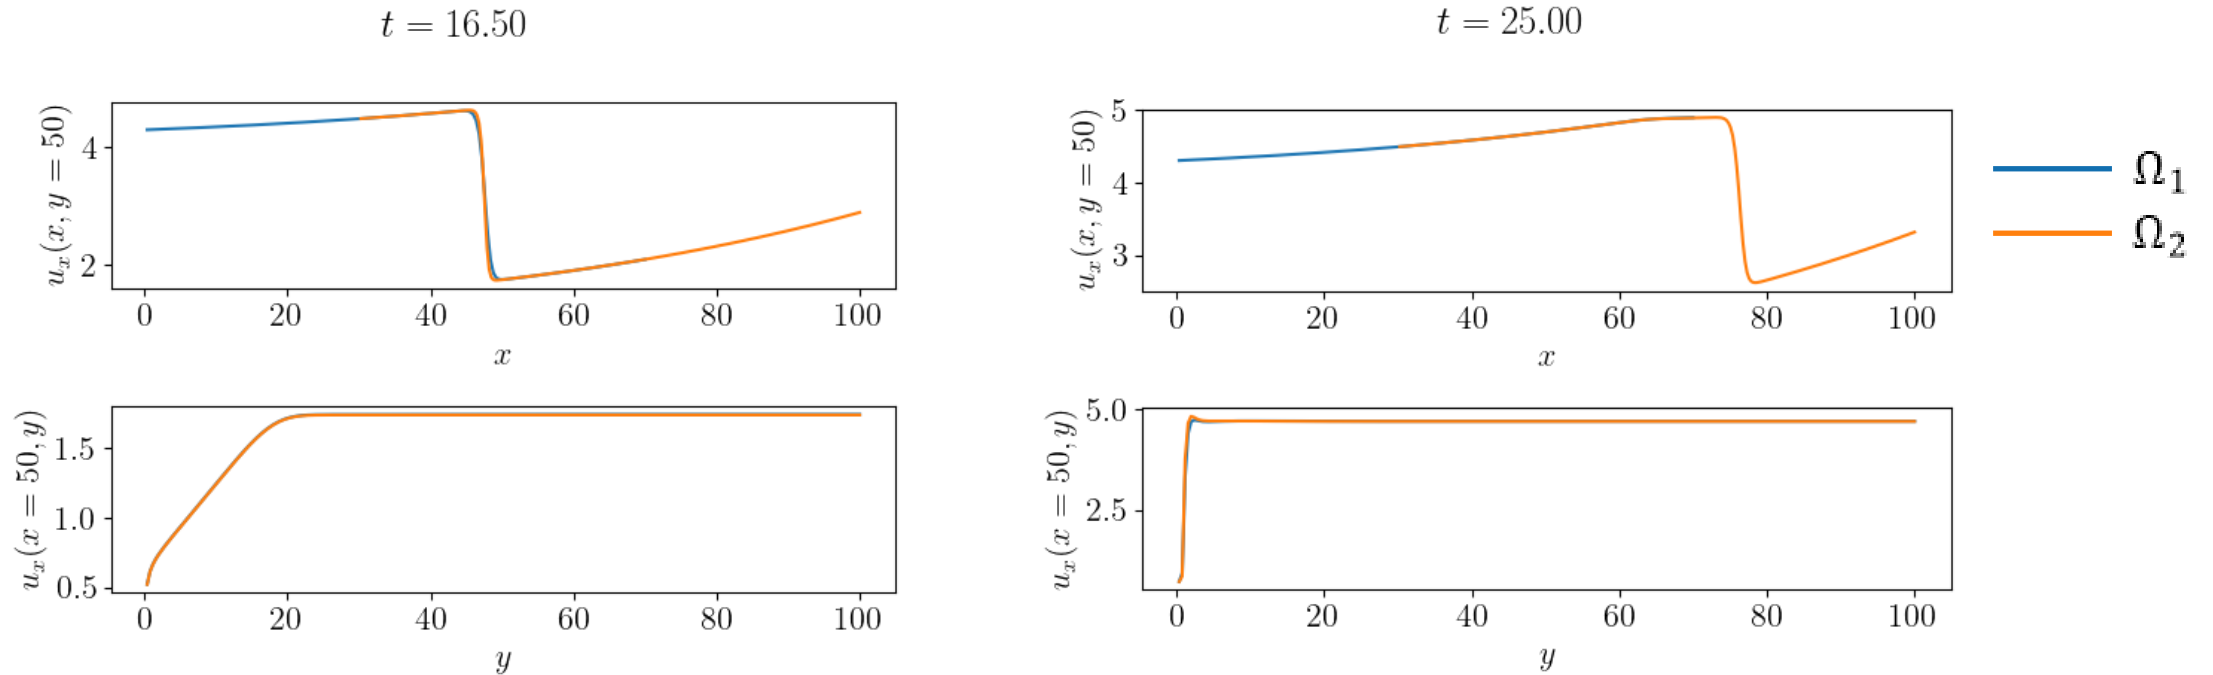 t = 16.50
t = 25.00
u_x(x, y = 50)
4
2
0 20 40 60 80 100
x
u_x(x, y = 50)
5
4
3
0 20 40 60 80 100
x
Ω_1
Ω_2
u_x(x = 50, y)
1.5
1.0
0.5
0 20 40 60 80 100
y
u_x(x = 50, y)
5.0
2.5
0 20 40 60 80 100
y